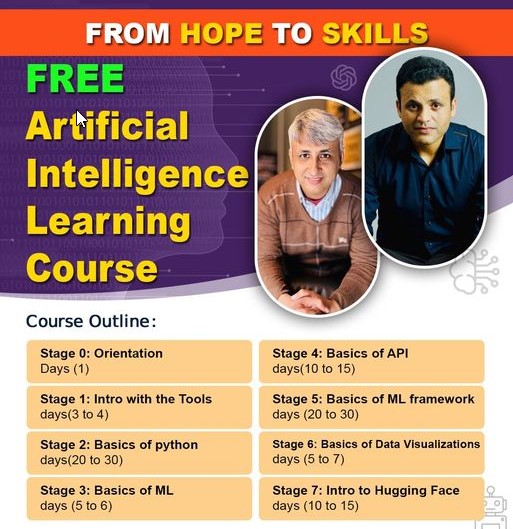 FROM HOPE TO SKILLS
FREE
Artificial
Intelligence
Learning
Course
Course Outline:
Stage 0: Orientation
Days (1)
Stage 1: Intro with the Tools
days(3 to 4)
Stage 2: Basics of python
days(20 to 30)
Stage 3: Basics of ML
days (5 to 6)
Stage 4: Basics of API
days(10 to 15)
Stage 5: Basics of ML framework
days (20 to 30)
Stage 6: Basics of Data Visualizations
days (5 to 7)
Stage 7: Intro to Hugging Face
days (10 to 15)